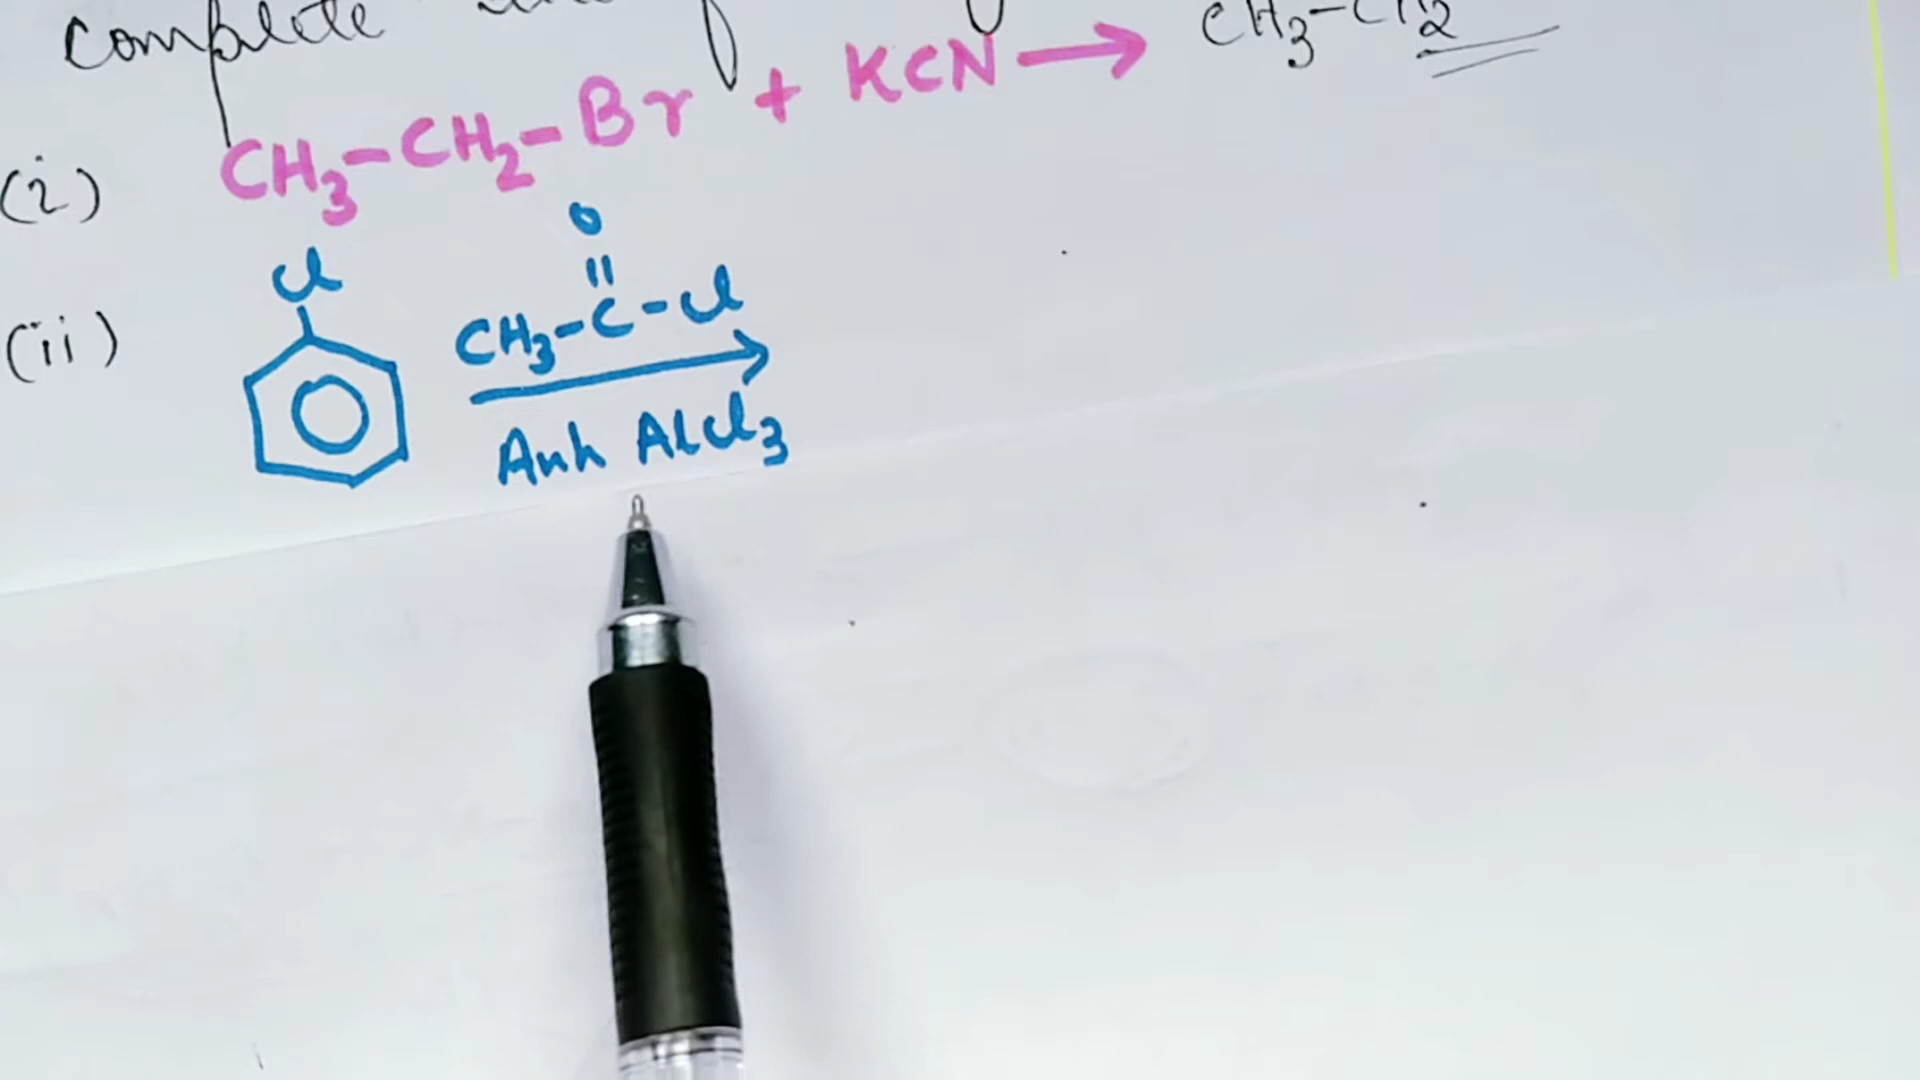 complete
(i) CH3-CH2-Br + KCN → CH3-CH2
(ii) Cl CH3-C-Cl
O
||
Anh AlCl3